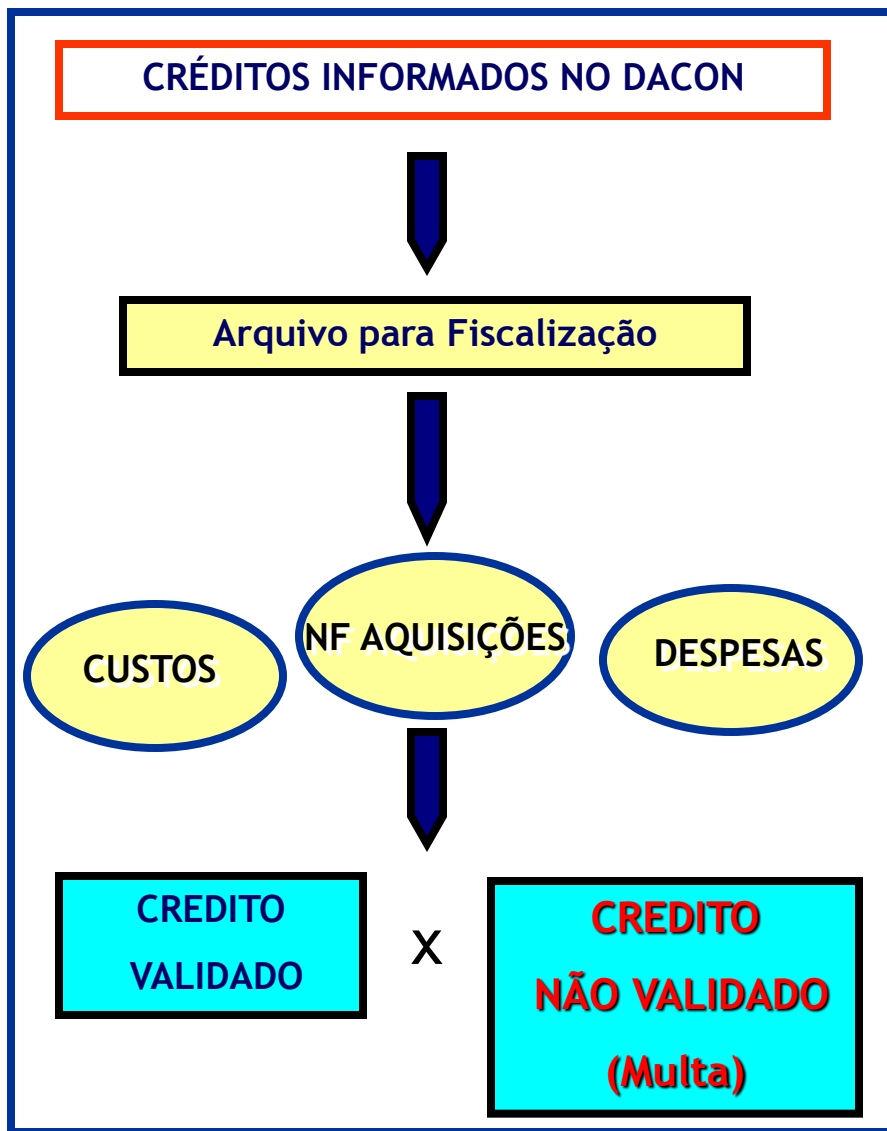 CRÉDITOS INFORMADOS NO DACON
Arquivo para Fiscalização
CUSTOS
NF AQUISIÇÕES
DESPESAS
CREDITO
VALIDADO
X
CREDITO
NÃO VALIDADO
(Multa)